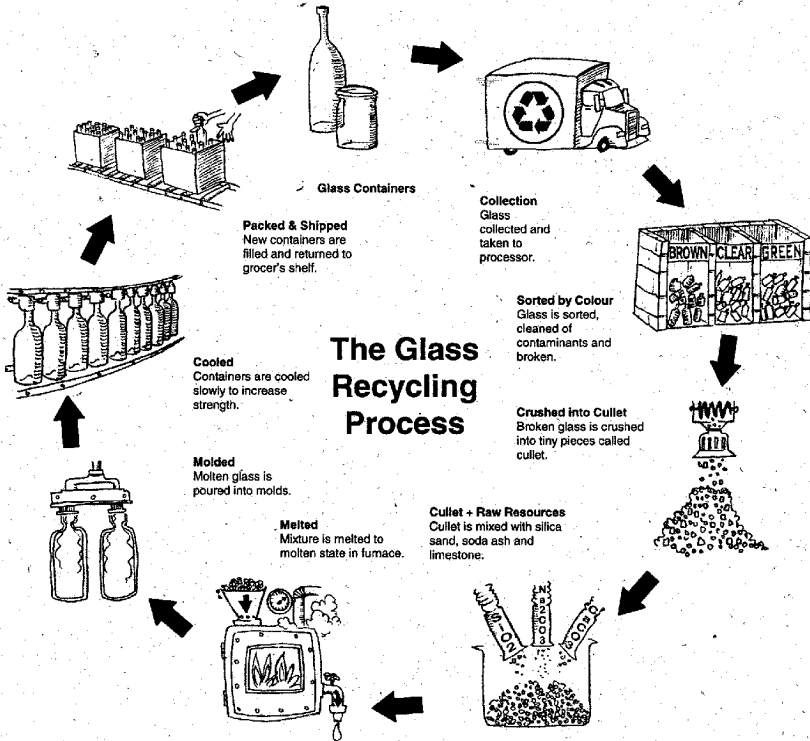 Glass Containers
Collection
Glass
collected and
taken to
processor.
BROWN CLEAR GREEN
Sorted by Colour
Glass is sorted,
cleaned of
contaminants and
broken.
Crushed into Cullet
Broken glass is crushed
into tiny pieces called
cullet.
Cullet + Raw Resources
Cullet is mixed with silica
sand, soda ash and
limestone.
SiO2
Na2CO3
CaCO3
Melted
Mixture is melted to
molten state in furnace.
Molded
Molten glass is
poured into molds.
Cooled
Containers are cooled
slowly to increase
strength.
Packed & Shipped
New containers are
filled and returned to
grocer's shelf.
The Glass
Recycling
Process